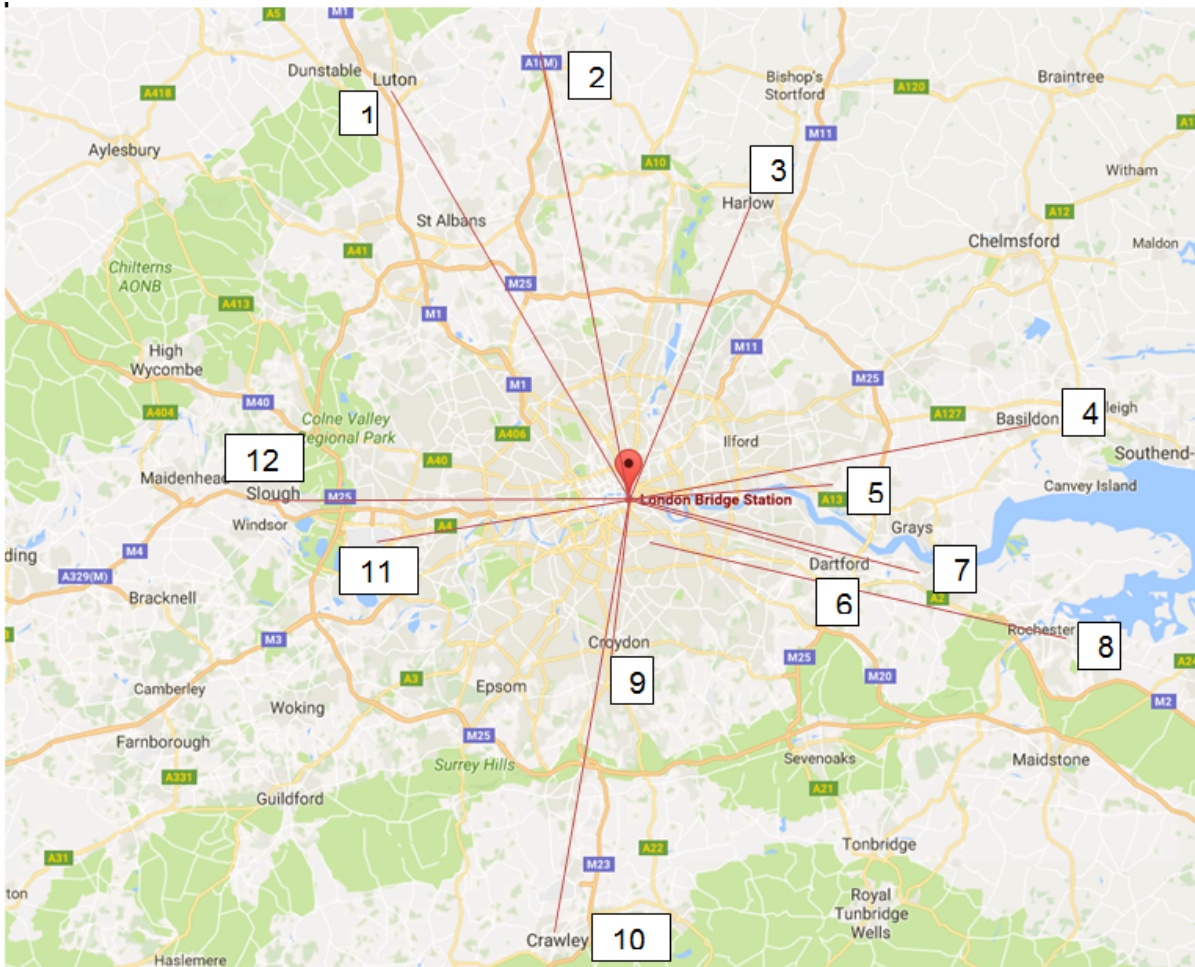 A5
M1
Dunstable
Luton
A1(M)
2
Bishop's
Stortford
A120
Braintree
A418
1
M11
Aylesbury
A10
3
Witham
Harlow
St Albans
A12
Chelmsford
Maldon
A41
Chilterns
AONB
M25
A413
M1
M11
High
Wycombe
M25
M1
M40
A404
Colne Valley
Regional Park
A127
4
leigh
Basildon
A406
Ilford
12
A40
Southend-
Maidenhead
Slough
M25
London Bridge Station
A13
5
Canvey Island
Windsor
A4
Grays
M4
ding
11
Dartford
7
A329(M)
A2
Bracknell
6
M3
Croydon
Rochester
8
M25
A24
A3
9
M20
Camberley
Epsom
M2
Woking
M25
Farnborough
Surrey Hills
Sevenoaks
Maidstone
A331
A21
Guildford
A31
A22
Tonbridge
M23
ton
Royal
Tunbridge
Wells
Crawley
10
Haslemere